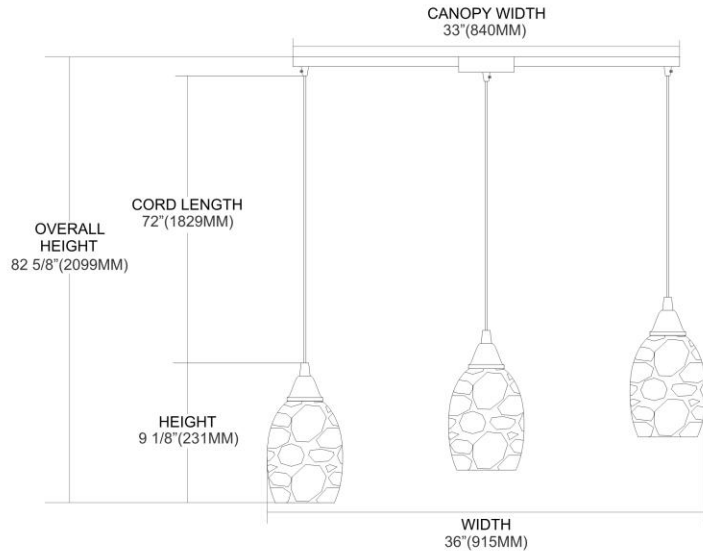 CANOPY WIDTH
33"(840MM)
CORD LENGTH
72"(1829MM)
OVERALL
HEIGHT
82 5/8"(2099MM)
HEIGHT
9 1/8"(231MM)
WIDTH
36"(915MM)